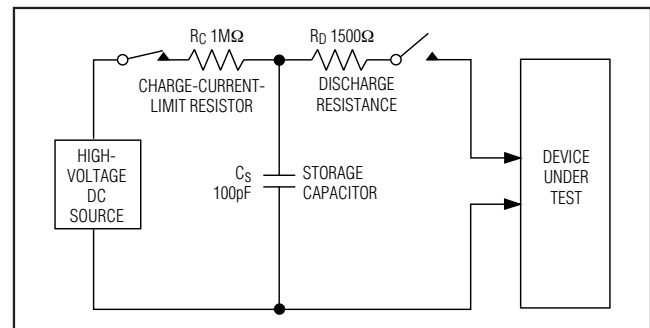 RC 1MΩ
CHARGE-CURRENT-
LIMIT RESISTOR
RD 1500Ω
DISCHARGE
RESISTANCE
HIGH-
VOLTAGE
DC
SOURCE
CS
100pF
STORAGE
CAPACITOR
DEVICE
UNDER
TEST